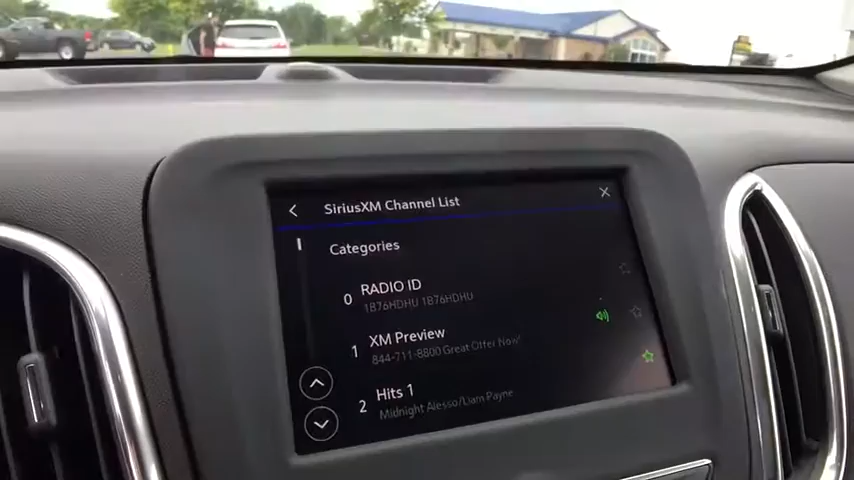 SiriusXM Channel List
Categories
0 RADIO ID
1876HDHU 1876HDHU
1 XM Preview
844-711-8800 Great Offer Now!
2 Hits 1
Midnight Alesso/Liam Payne